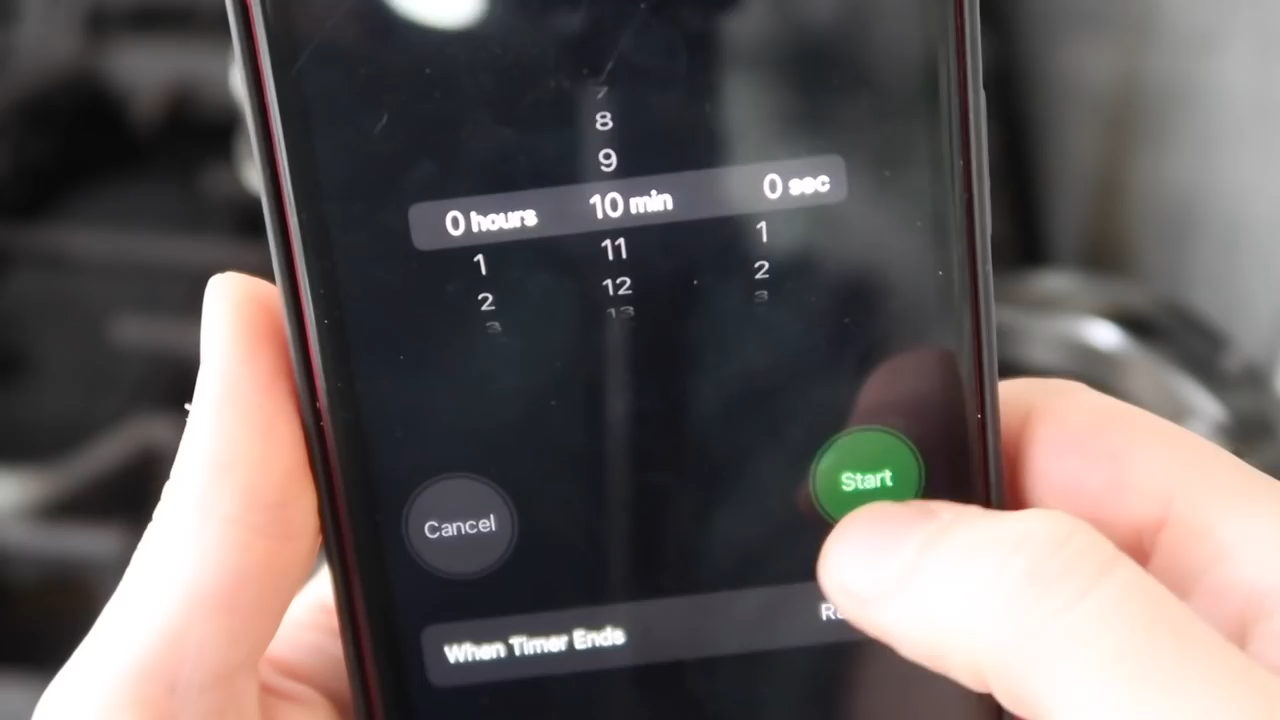 7
8
9
0 hours 10 min 0 sec
1 11 1
2 12 2
3 13 3
Start
Cancel
When Timer Ends